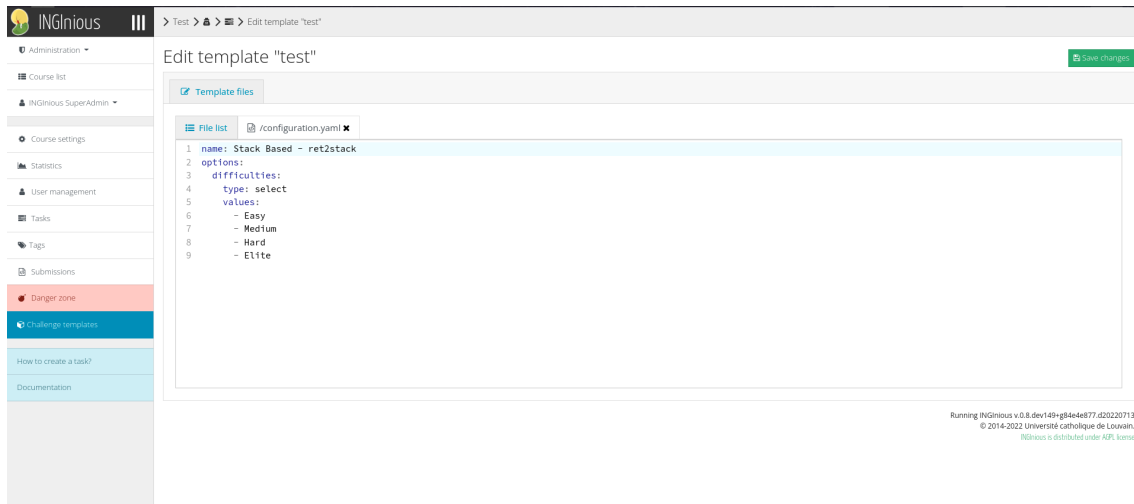 INGInious
Test
Edit template "test"
Administration
Course list
INGInious SuperAdmin
Course settings
Statistics
User management
Tasks
Tags
Submissions
Danger zone
Challenge templates
How to create a task?
Documentation
Edit template "test"
Save changes
Template files
File list
/configuration.yaml
1 name: Stack Based - ret2stack
2 options:
3 difficulties:
4 type: select
5 values:
6 - Easy
7 - Medium
8 - Hard
9 - Elite
Running INGInious v.0.8.dev149+g84e4e877.d20220713
© 2014-2022 Université catholique de Louvain.
INGInious is distributed under AGPL license